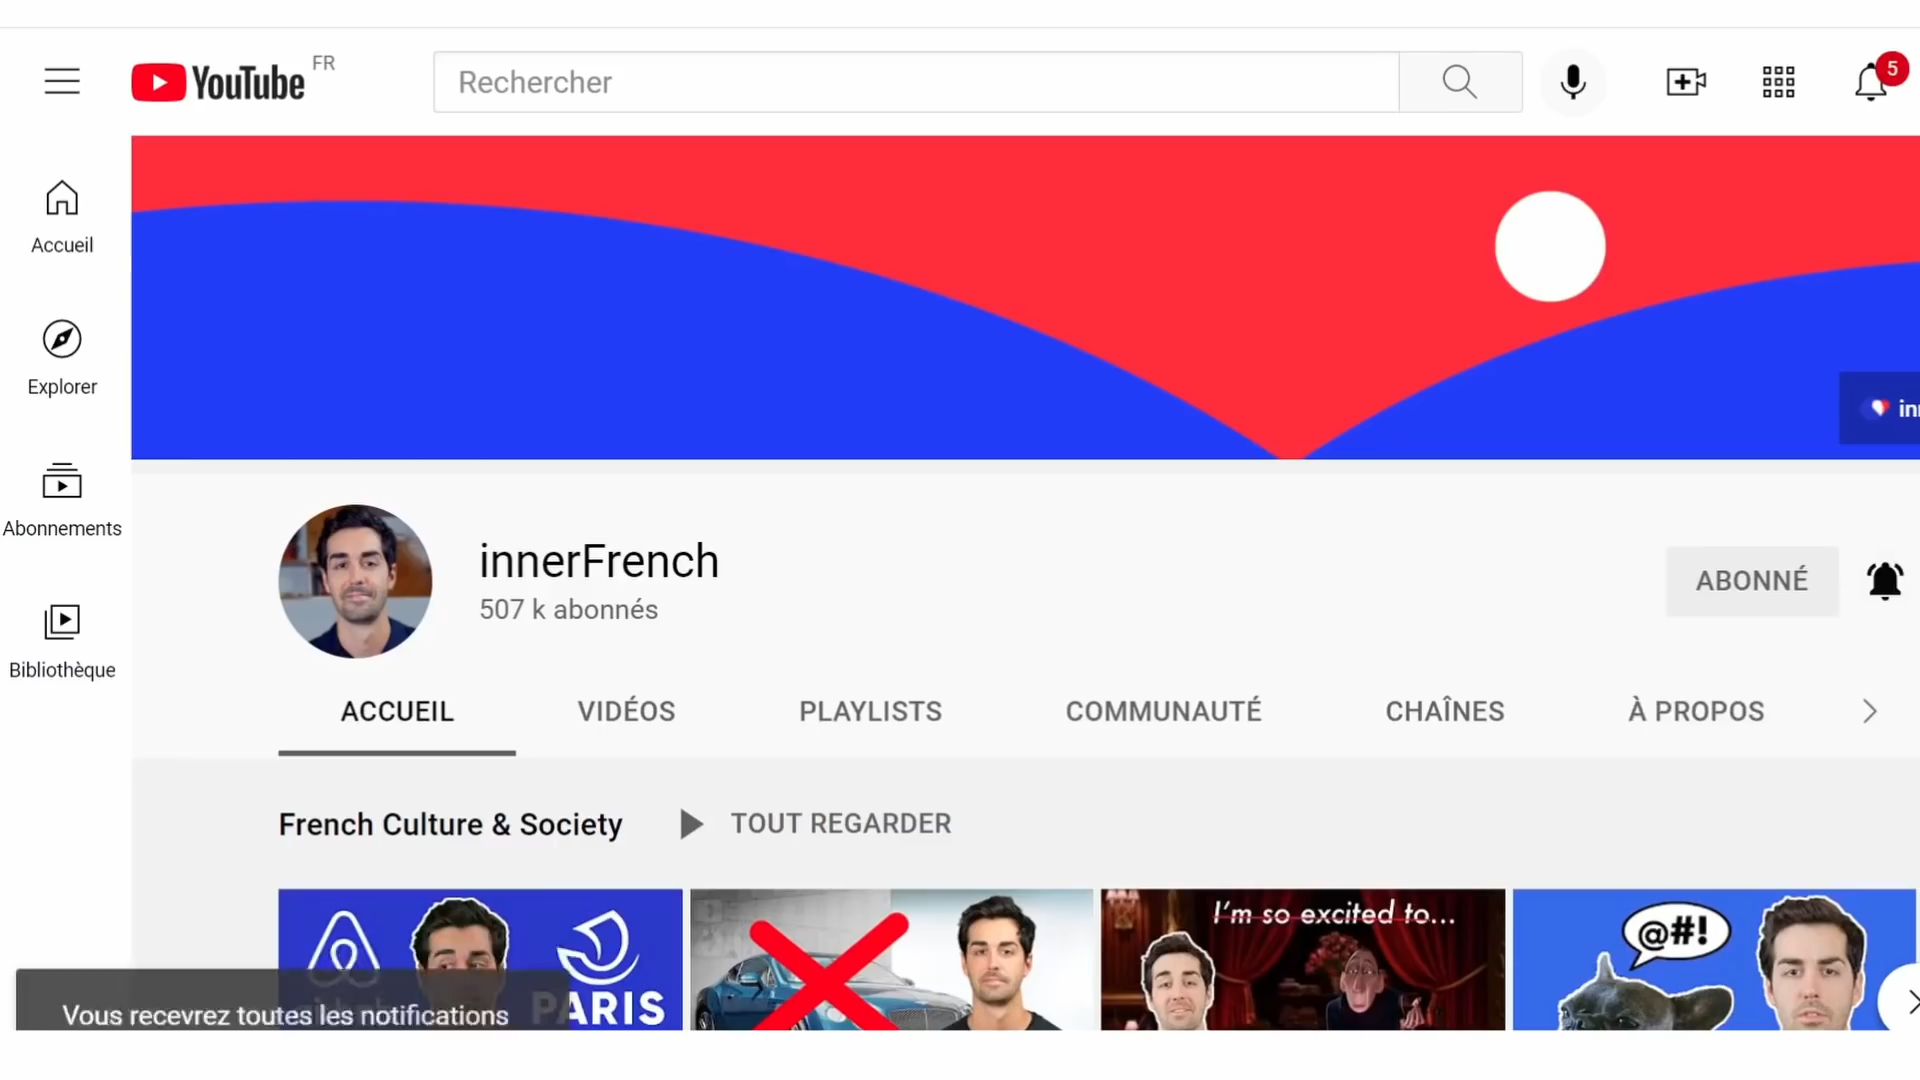 YouTube FR
Rechercher
5
Accueil
Explorer
Abonnements
Bibliothèque
innerFrench
507 k abonnés
ABONNÉ
ACCUEIL VIDÉOS PLAYLISTS COMMUNAUTÉ CHAÎNES À PROPOS
French Culture & Society TOUT REGARDER
I'm so excited to...
@#!
PARIS
Vous recevrez toutes les notifications